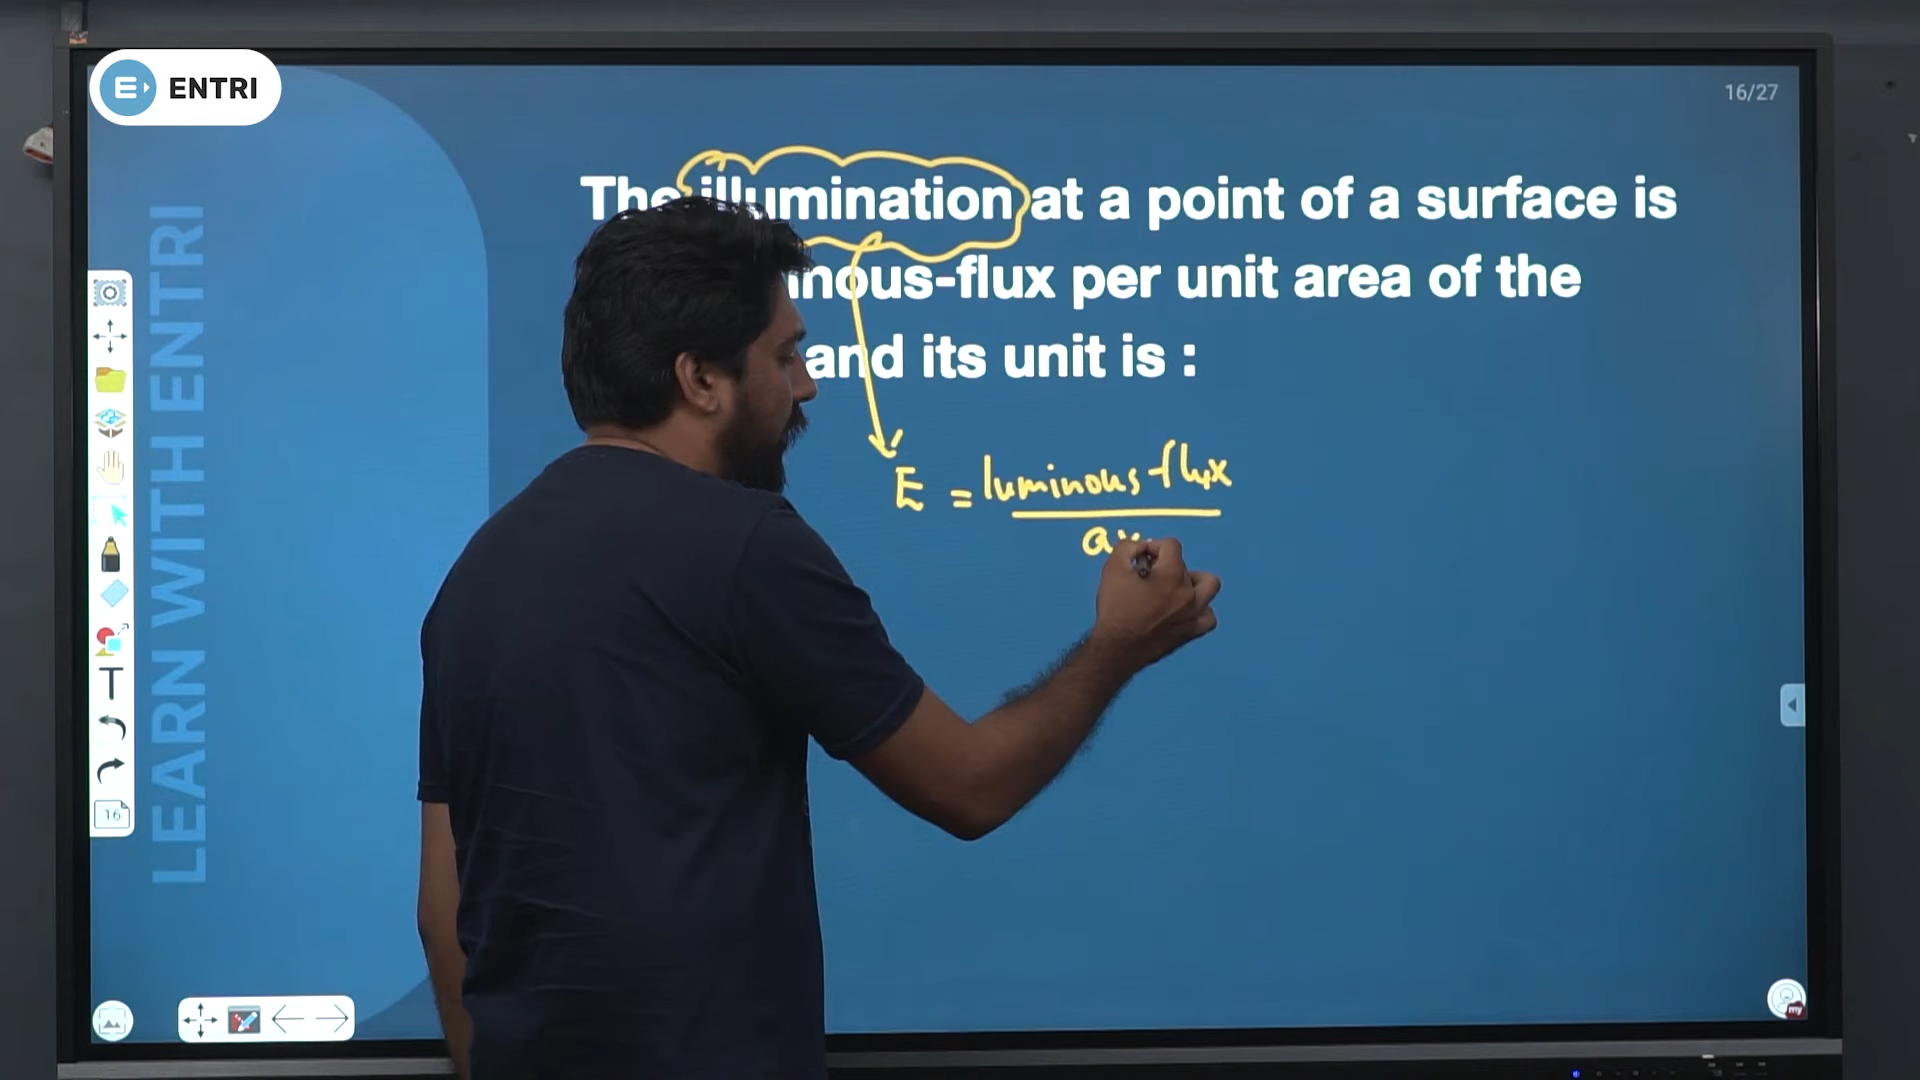 ENTRI
16/27
LEARN WITH ENTRI
The illumination at a point of a surface is
-flux per unit area of the
and its unit is :
E = luminous-flux
16
my